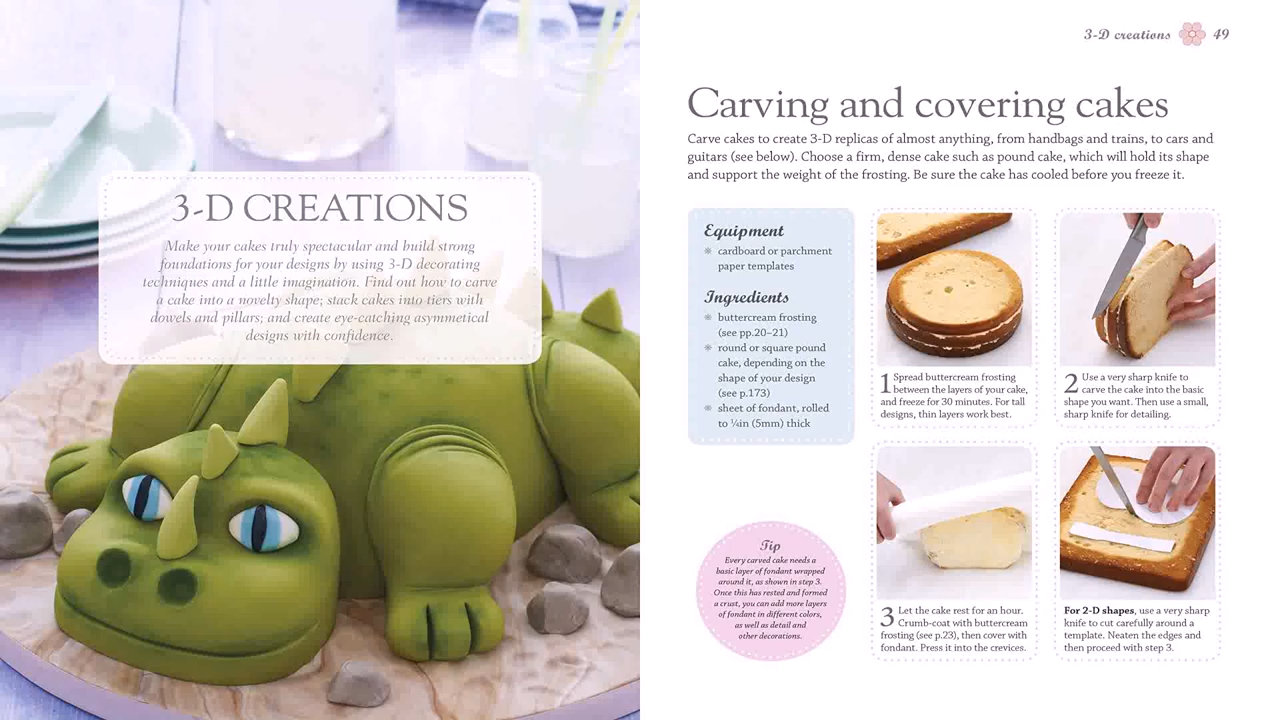 3-D CREATIONS
Make your cakes truly spectacular and build strong
foundations for your designs by using 3-D decorating
techniques and a little imagination. Find out how to carve
a cake into a novelty shape; stack cakes into tiers with
dowels and pillars; and create eye-catching asymmetical
designs with confidence.
3-D creations 49
Carving and covering cakes
Carve cakes to create 3-D replicas of almost anything, from handbags and trains, to cars and
guitars (see below). Choose a firm, dense cake such as pound cake, which will hold its shape
and support the weight of the frosting. Be sure the cake has cooled before you freeze it.
Equipment
cardboard or parchment
paper templates
Ingredients
buttercream frosting
(see pp.20–21)
round or square pound
cake, depending on the
shape of your design
(see p.173)
sheet of fondant, rolled
to ¼in (5mm) thick
Tip
Every carved cake needs a
basic layer of fondant wrapped
around it, as shown in step 3.
Once this has rested and formed
a crust, you can add more layers
of fondant in different colors,
as well as detail and
other decorations.
1 Spread buttercream frosting
between the layers of your cake,
and freeze for 30 minutes. For tall
designs, thin layers work best.
2 Use a very sharp knife to
carve the cake into the basic
shape you want. Then use a small,
sharp knife for detailing.
3 Let the cake rest for an hour.
Crumb-coat with buttercream
frosting (see p.23), then cover with
fondant. Press it into the crevices.
For 2-D shapes, use a very sharp
knife to cut carefully around a
template. Neaten the edges and
then proceed with step 3.